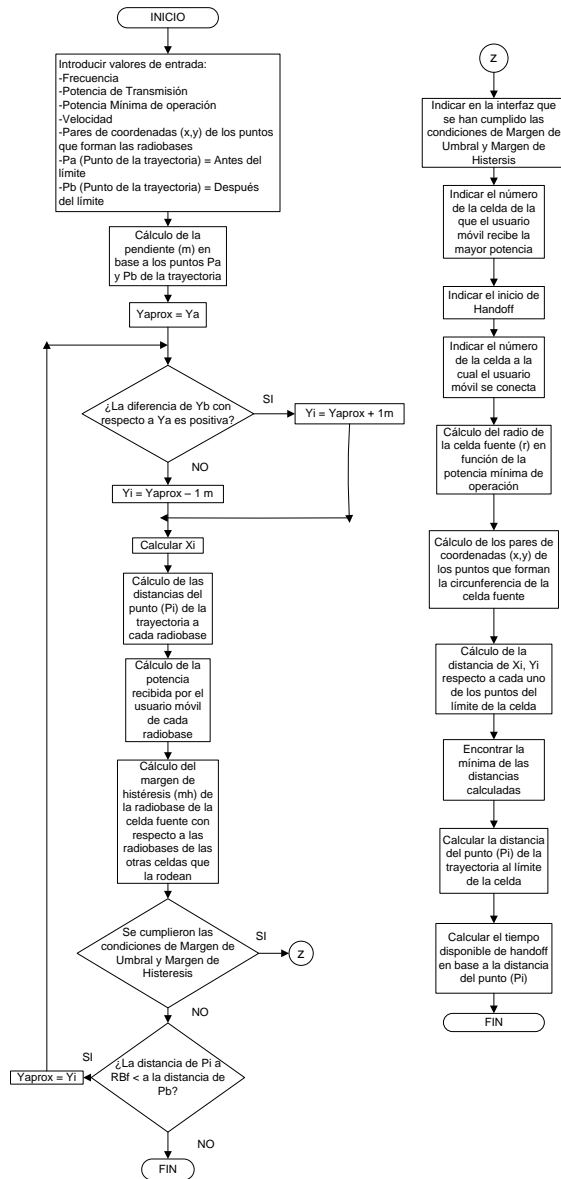 INICIO
Introducir valores de entrada:
-Frecuencia
-Potencia de Transmisión
-Potencia Mínima de operación
-Velocidad
-Pares de coordenadas (x,y) de los puntos
que forman las radiobases
-Pa (Punto de la trayectoria) = Antes del
límite
-Pb (Punto de la trayectoria) = Después
del límite
Cálculo de la
pendiente (m) en
base a los puntos Pa
y Pb de la trayectoria
Yaprox = Ya
¿La diferencia de Yb con
respecto a Ya es positiva?
SI
Yi = Yaprox + 1m
NO
Yi = Yaprox – 1 m
Calcular Xi
Cálculo de las
distancias del
punto (Pi) de la
trayectoria a cada
radiobase
Cálculo de la
potencia
recibida por el
usuario móvil
de cada
radiobase
Cálculo del
margen de
histéresis (mh) de
la radiobase de la
celda fuente con
respecto a las
radiobases de las
otras celdas que
la rodean
Se cumplieron las
condiciones de Margen de
Umbral y Margen de
Histeresis
SI
z
NO
¿La distancia de Pi a
RBf < a la distancia de
Pb?
SI
Yaprox = Yi
NO
FIN
z
Indicar en la interfaz que
se han cumplido las
condiciones de Margen de
Umbral y Margen de
Histersis
Indicar el número
de la celda de la
que el usuario
móvil recibe la
mayor potencia
Indicar el inicio de
Handoff
Indicar el número
de la celda a la
cual el usuario
móvil se conecta
Cálculo del radio de
la celda fuente (r) en
función de la
potencia mínima de
operación
Cálculo de los pares de
coordenadas (x,y) de
los puntos que forman
la circunferencia de la
celda fuente
Cálculo de la
distancia de Xi, Yi
respecto a cada uno
de los puntos del
límite de la celda
Encontrar la
mínima de las
distancias
calculadas
Calcular la distancia
del punto (Pi) de la
trayectoria al límite
de la celda
Calcular el tiempo
disponible de handoff
en base a la distancia
del punto (Pi)
FIN